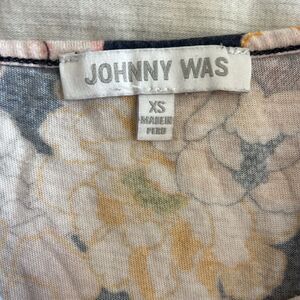 JOHNNY WAS
XS
MADE IN
PERU